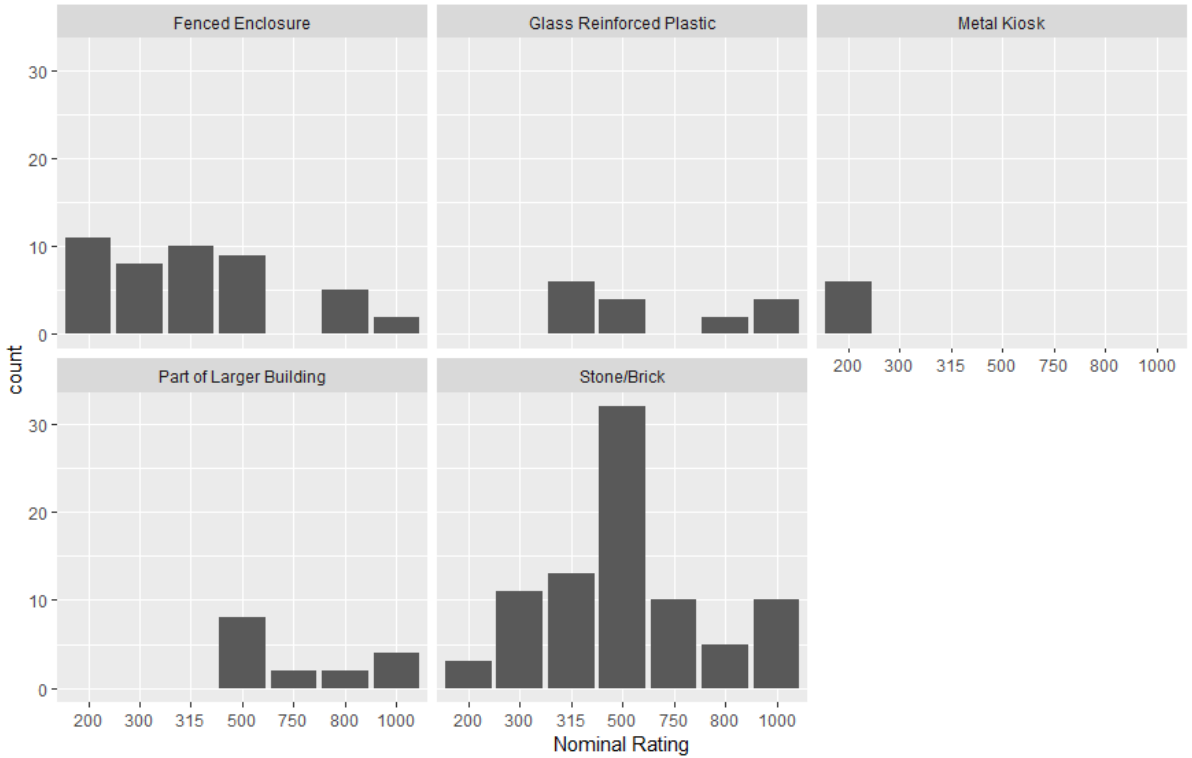 Fenced Enclosure Glass Reinforced Plastic Metal Kiosk
30
20
10
0
200 300 315 500 750 800 1000
count
Part of Larger Building Stone/Brick
30
20
10
0
200 300 315 500 750 800 1000 200 300 315 500 750 800 1000
Nominal Rating